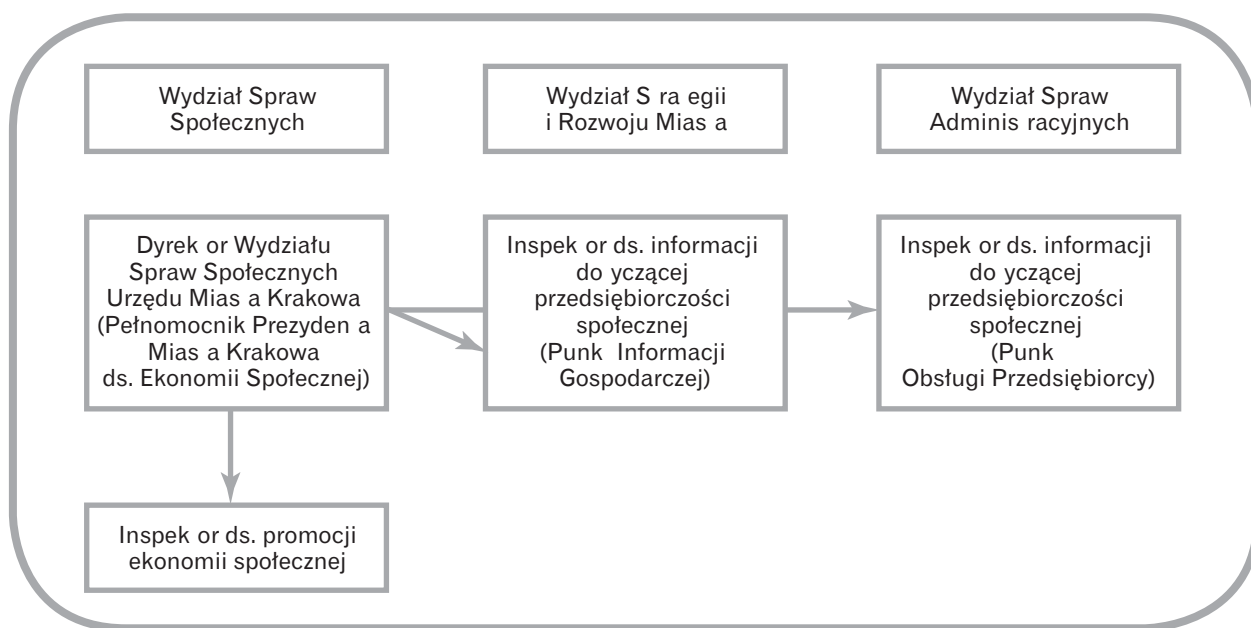 Wydział Spraw
Społecznych
Wydział S ra egii
i Rozwoju Mias a
Wydział Spraw
Adminis racyjnych
Dyrek or Wydziału
Spraw Społecznych
Urzędu Mias a Krakowa
(Pełnomocnik Prezyden a
Mias a Krakowa
ds. Ekonomii Społecznej)
Inspek or ds. informacji
do yczącej
przedsiębiorczości
społecznej
(Punk  Informacji
Gospodarczej)
Inspek or ds. informacji
do yczącej
przedsiębiorczości
społecznej
(Punk
Obsługi Przedsiębiorcy)
Inspek or ds. promocji
ekonomii społecznej